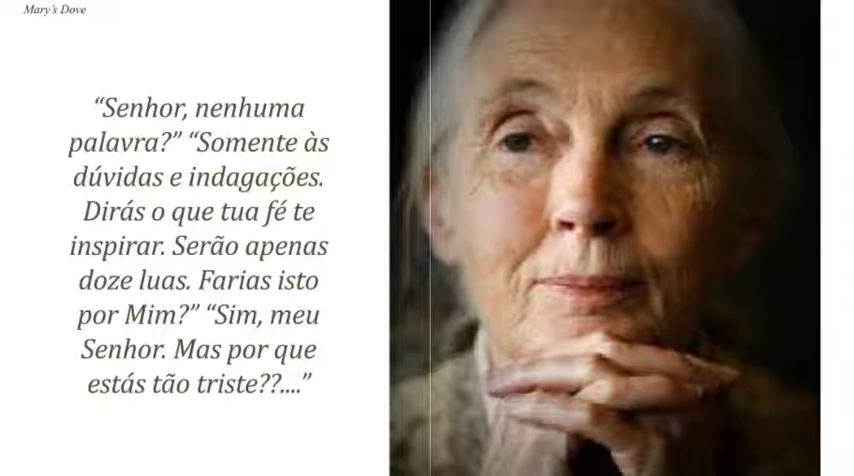 Mary's Dove
“Senhor, nenhuma
palavra?” “Somente às
dúvidas e indagações.
Dirás o que tua fé te
inspirar. Serão apenas
doze luas. Farias isto
por Mim?” “Sim, meu
Senhor. Mas por que
estás tão triste??....”